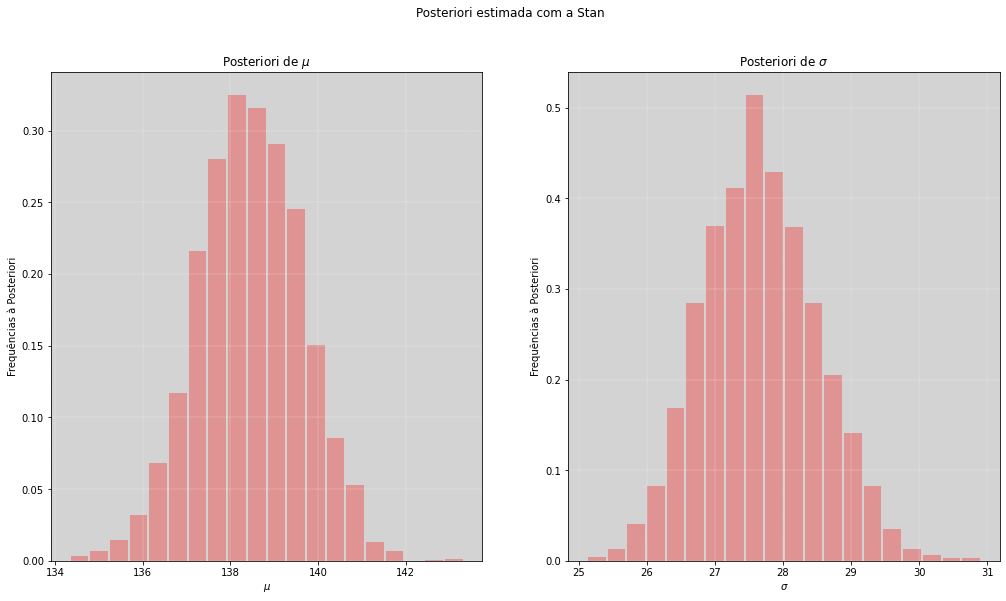 Posteriori estimada com a Stan
Posteriori de μ
Frequências à Posteriori
0.30
0.25
0.20
0.15
0.10
0.05
0.00
134 136 138 140 142
μ
Posteriori de σ
Frequências à Posteriori
0.5
0.4
0.3
0.2
0.1
0.0
25 26 27 28 29 30 31
σ